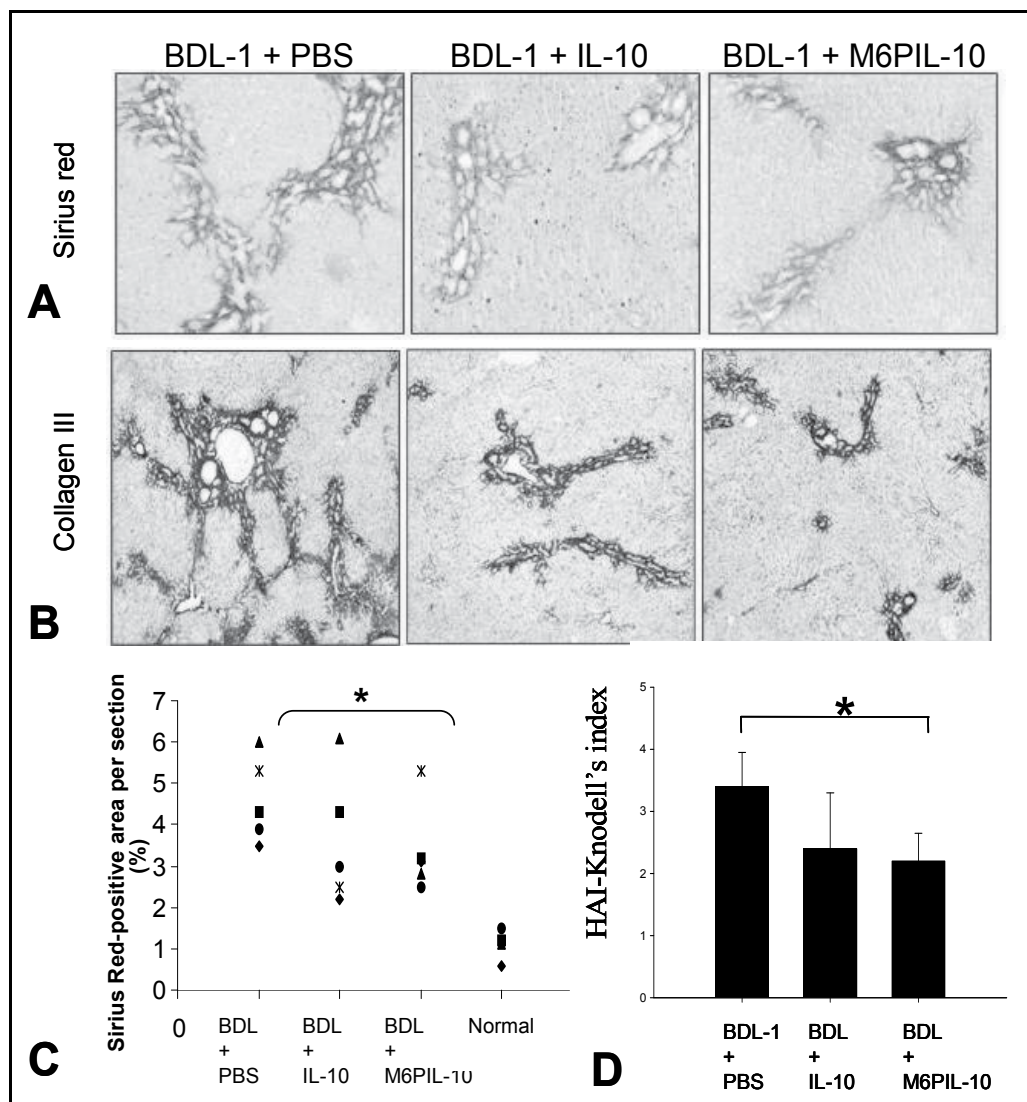 BDL-1 + PBS BDL-1 + IL-10 BDL-1 + M6PIL-10
Sirius red
A
Collagen III
B
Sirius Red-positive area per section
(%)
7
6
5
4
3
2
1
0
*
0 BDL BDL BDL Normal
+ + +
PBS IL-10 M6PIL-10
C
HAI-Knodell's index
5
4
3
2
1
0
*
BDL-1 BDL BDL
+ + +
PBS IL-10 M6PIL-10
D